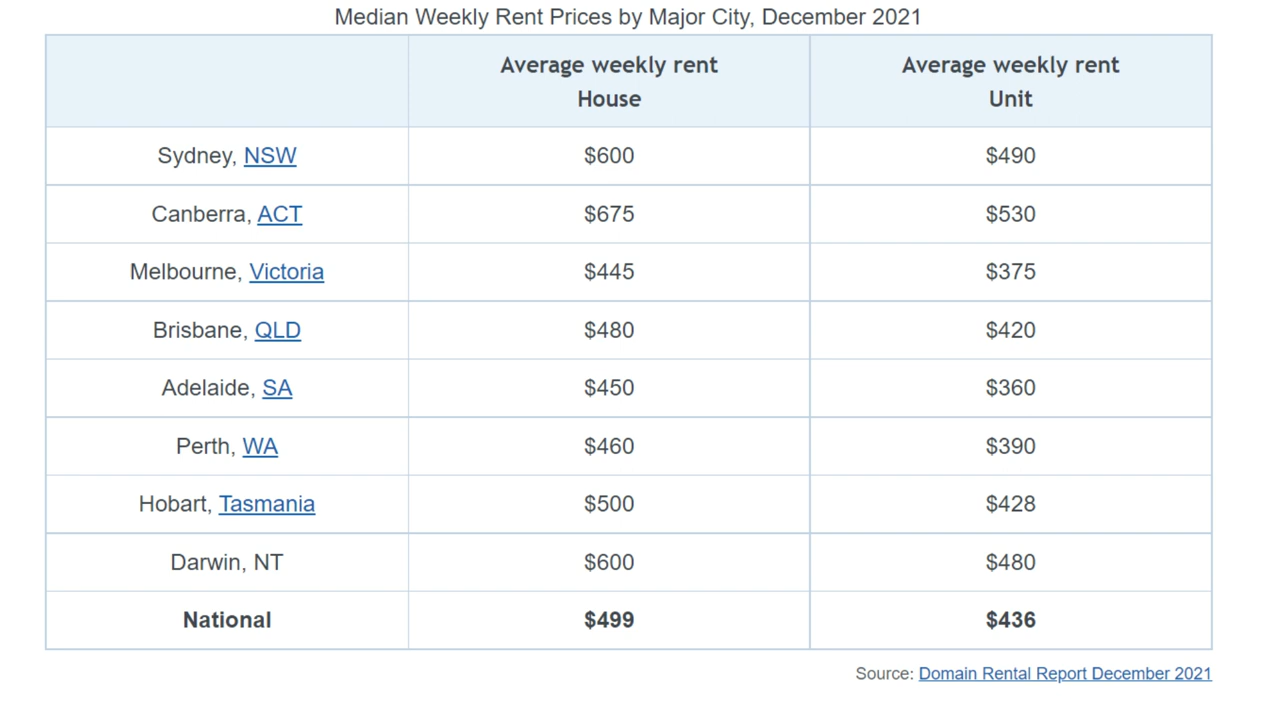 Median Weekly Rent Prices by Major City, December 2021
Average weekly rent House Average weekly rent Unit
Sydney, NSW $600 $490
Canberra, ACT $675 $530
Melbourne, Victoria $445 $375
Brisbane, QLD $480 $420
Adelaide, SA $450 $360
Perth, WA $460 $390
Hobart, Tasmania $500 $428
Darwin, NT $600 $480
National $499 $436
Source: Domain Rental Report December 2021